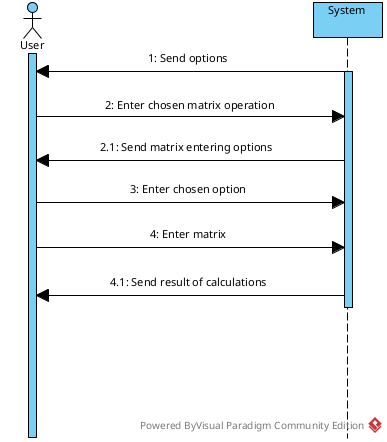 System
User
1: Send options
2: Enter chosen matrix operation
2.1: Send matrix entering options
3: Enter chosen option
4: Enter matrix
4.1: Send result of calculations
Powered ByVisual Paradigm Community Edition